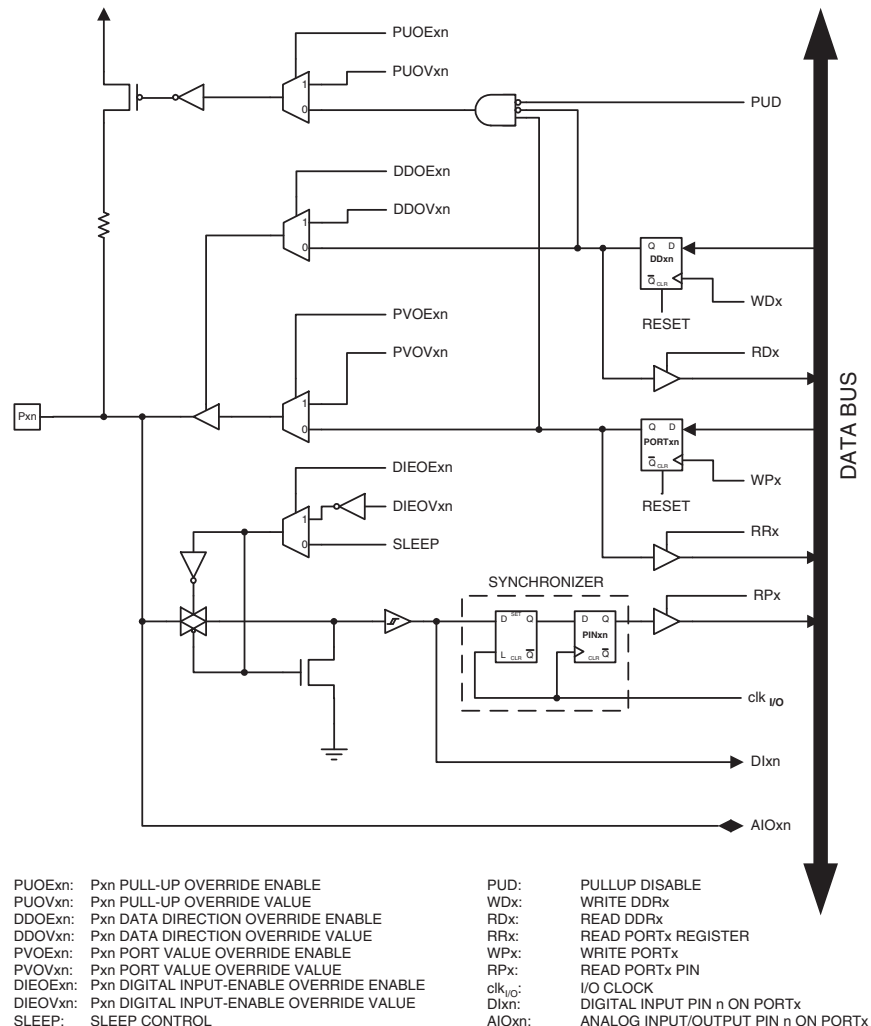 PUOExn
PUOVxn
1
0
PUD
DDOExn
DDOVxn
1
0
Q D
DDxn
Q CLR
WDx
RESET
RDx
PVOExn
PVOVxn
1
0
Pxn
Q D
PORTxn
Q CLR
WPx
RESET
DATA BUS
DIEOExn
DIEOVxn
1
0
SLEEP
RRx
SYNCHRONIZER
RPx
D SET Q
L CLR Q
D Q
PINxn
CLR Q
clk I/O
DIxn
AIOxn
PUOExn: Pxn PULL-UP OVERRIDE ENABLE
PUOVxn: Pxn PULL-UP OVERRIDE VALUE
DDOExn: Pxn DATA DIRECTION OVERRIDE ENABLE
DDOVxn: Pxn DATA DIRECTION OVERRIDE VALUE
PVOExn: Pxn PORT VALUE OVERRIDE ENABLE
PVOVxn: Pxn PORT VALUE OVERRIDE VALUE
DIEOExn: Pxn DIGITAL INPUT-ENABLE OVERRIDE ENABLE
DIEOVxn: Pxn DIGITAL INPUT-ENABLE OVERRIDE VALUE
SLEEP: SLEEP CONTROL
PUD: PULLUP DISABLE
WDx: WRITE DDRx
RDx: READ DDRx
RRx: READ PORTx REGISTER
WPx: WRITE PORTx
RPx: READ PORTx PIN
clkI/O: I/O CLOCK
DIxn: DIGITAL INPUT PIN n ON PORTx
AIOxn: ANALOG INPUT/OUTPUT PIN n ON PORTx